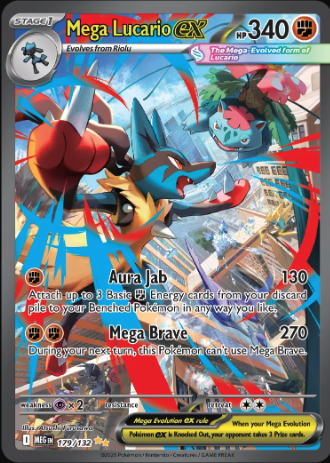 STAGE 1
Mega Lucario ex
HP 340
Evolves from Riolu
The Mega-Evolved form of
Lucario
Aura Jab 130
Attach up to 3 Basic Energy cards from your discard
pile to your Benched Pokémon in any way you like.
Mega Brave 270
During your next turn, this Pokémon can't use Mega Brave.
weakness ×2 resistance retreat
Illus.
Mega Evolution ex rule
When your Mega Evolution
Pokémon ex is Knocked Out, your opponent takes 3 Prize cards.
MEG EN 179/132
©2025 Pokémon / Nintendo / Creatures / GAME FREAK